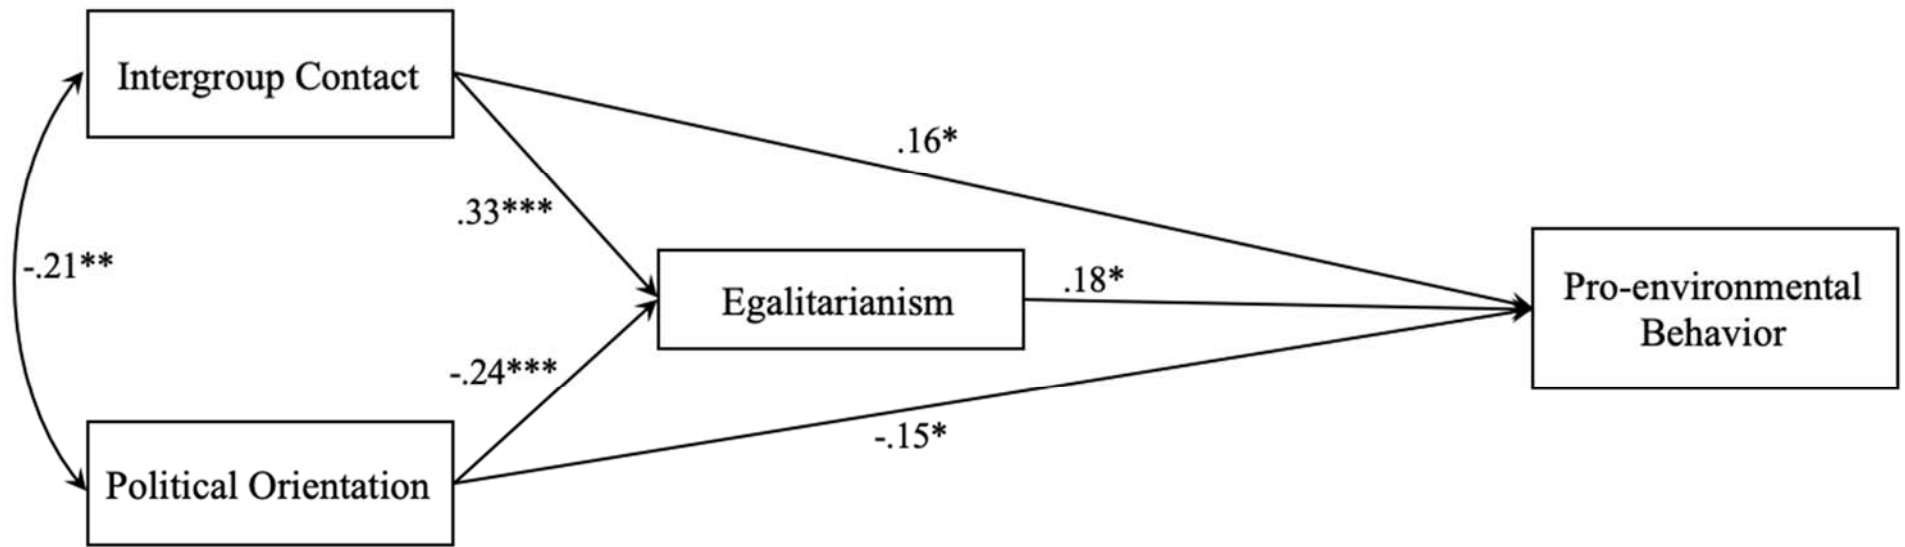 Intergroup Contact
.16*
.33***
-.21**
Egalitarianism
.18*
Pro-environmental
Behavior
-.24***
-.15*
Political Orientation